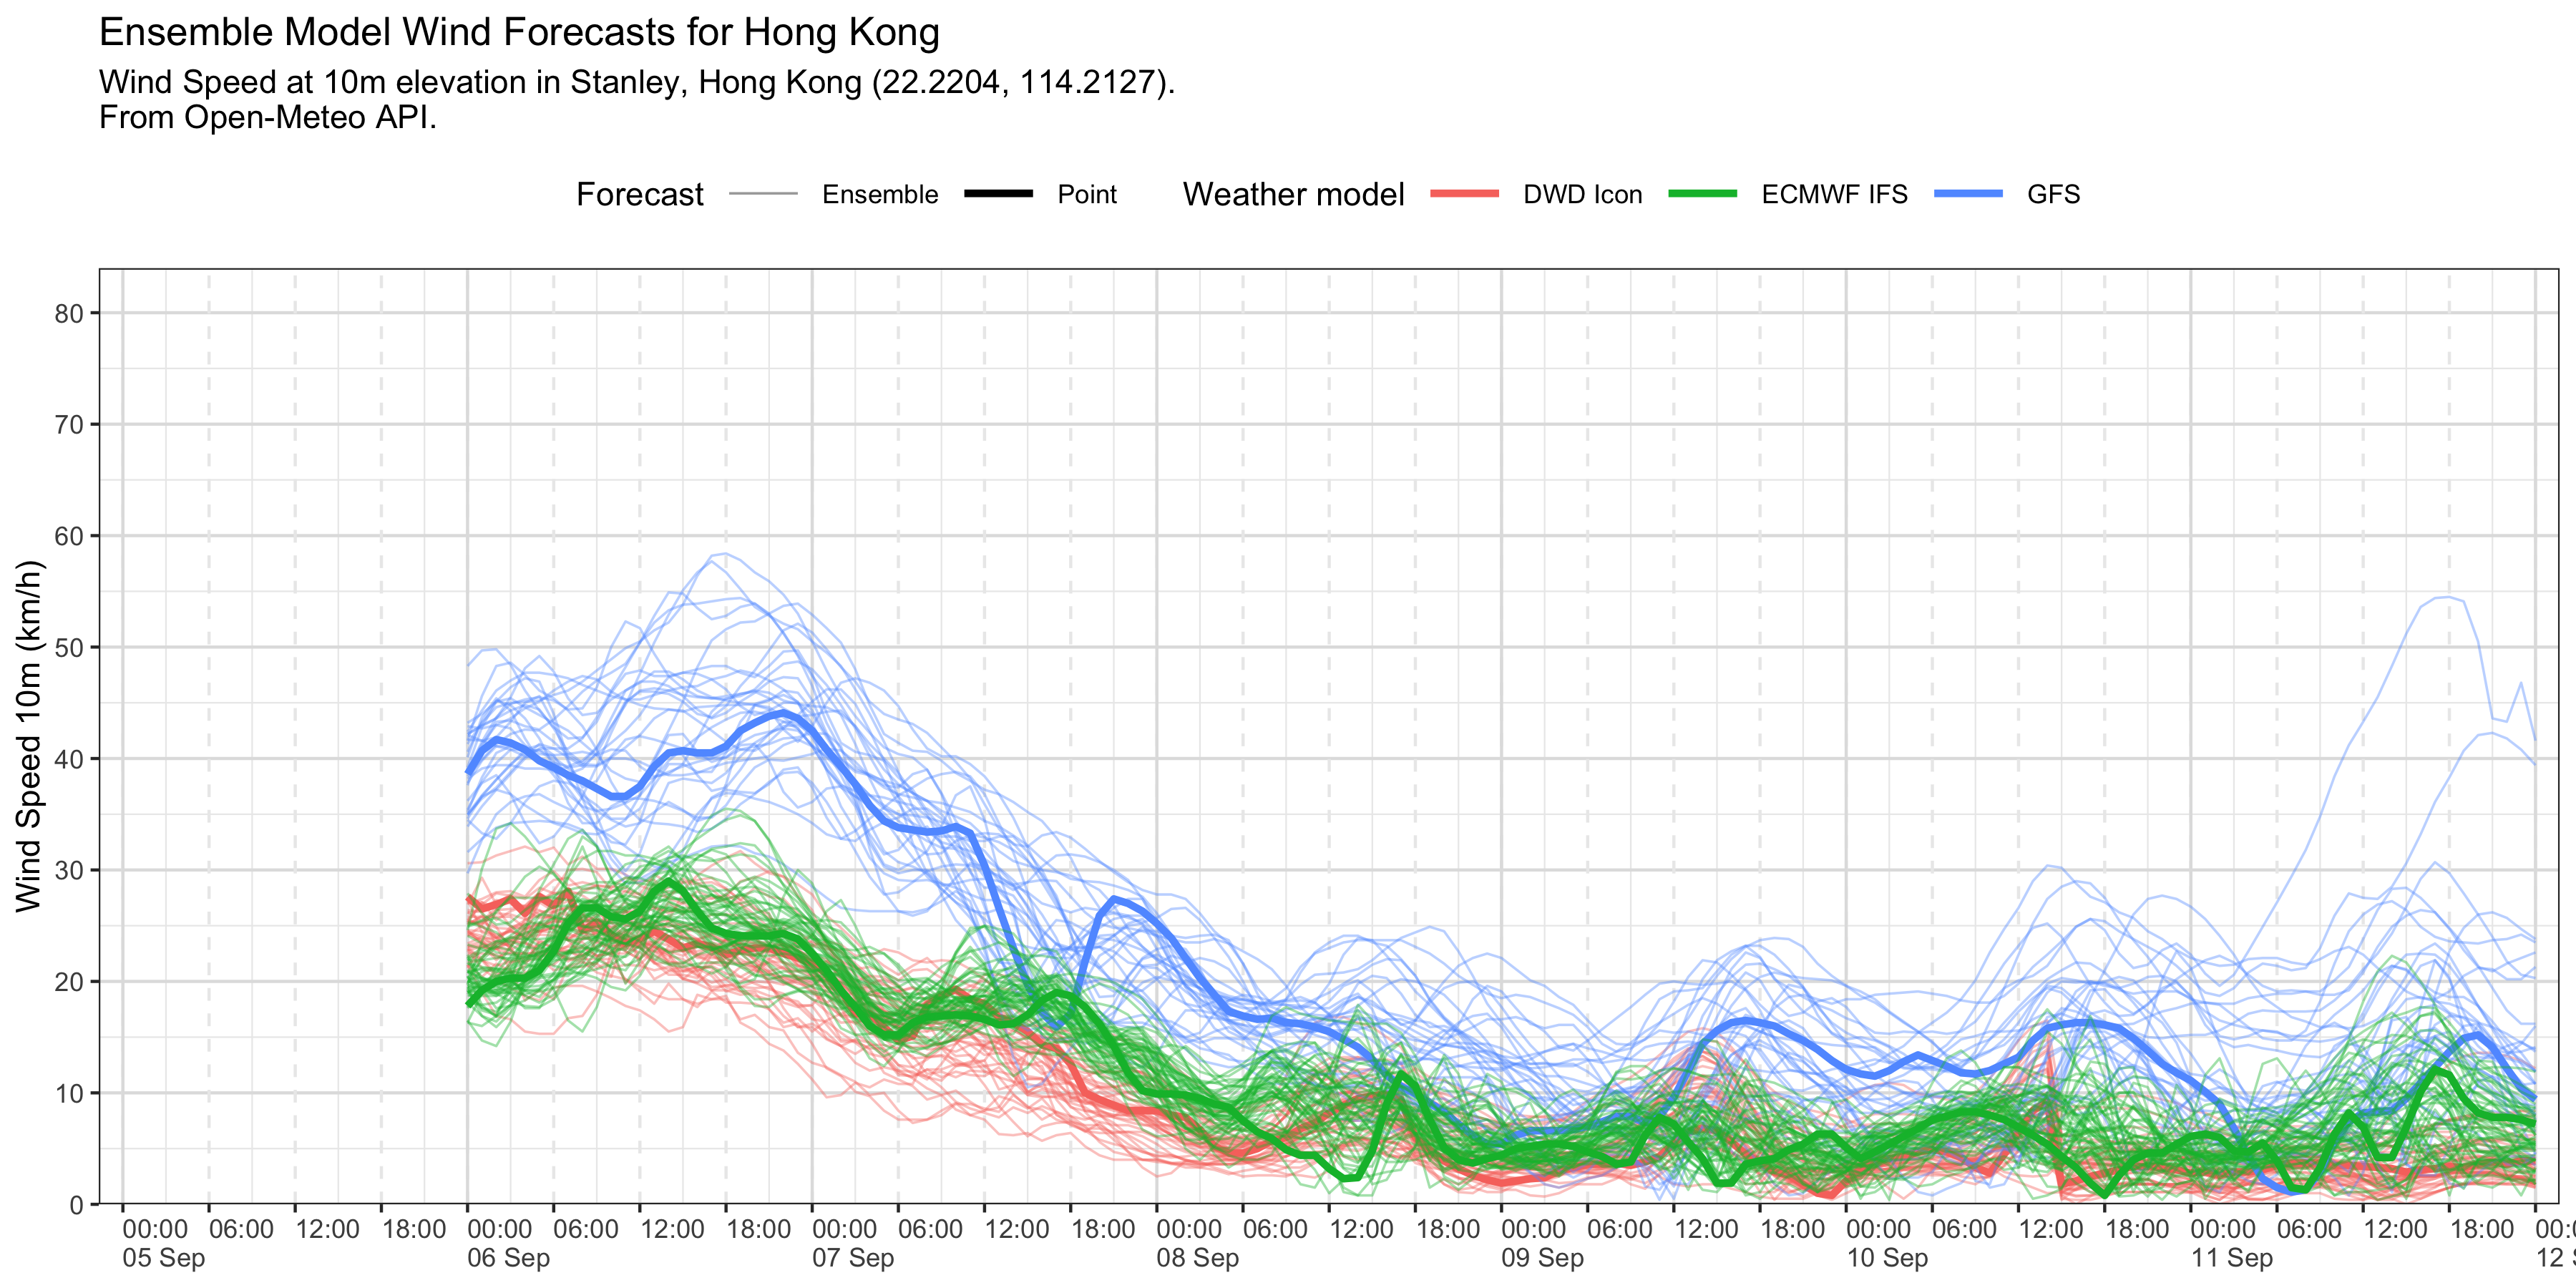 Ensemble Model Wind Forecasts for Hong Kong
Wind Speed at 10m elevation in Stanley, Hong Kong (22.2204, 114.2127).
From Open-Meteo API.
Forecast Ensemble Point Weather model DWD Icon ECMWF IFS GFS
Wind Speed 10m (km/h)
80
70
60
50
40
30
20
10
0
00:00 06:00 12:00 18:00 00:00 06:00 12:00 18:00 00:00 06:00 12:00 18:00 00:00 06:00 12:00 18:00 00:00 06:00 12:00 18:00 00:00 06:00 12:00 18:00 00:00 06:00 12:00 18:00
05 Sep 06 Sep 07 Sep 08 Sep 09 Sep 10 Sep 11 Sep 12